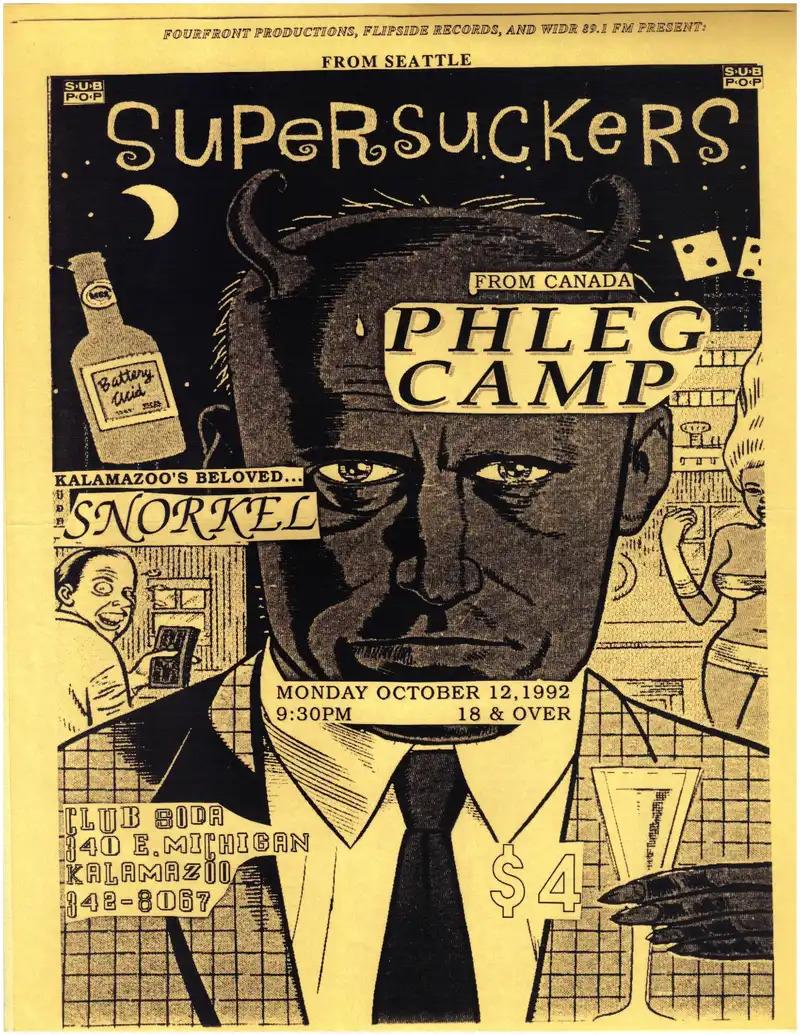 FOURFRONT PRODUCTIONS, FLIPSIDE RECORDS, AND WIDR 89.1 FM PRESENT:
FROM SEATTLE
SUB POP
SUB POP
SUPERSUCKERS
FROM CANADA
PHLEG
CAMP
Battery
Acid
KALAMAZOO'S BELOVED...
SNORKEL
MONDAY OCTOBER 12,1992
9:30PM 18 & OVER
CLUB SODA
340 E.MICHIGAN
KALAMAZOO
342-8067
$4